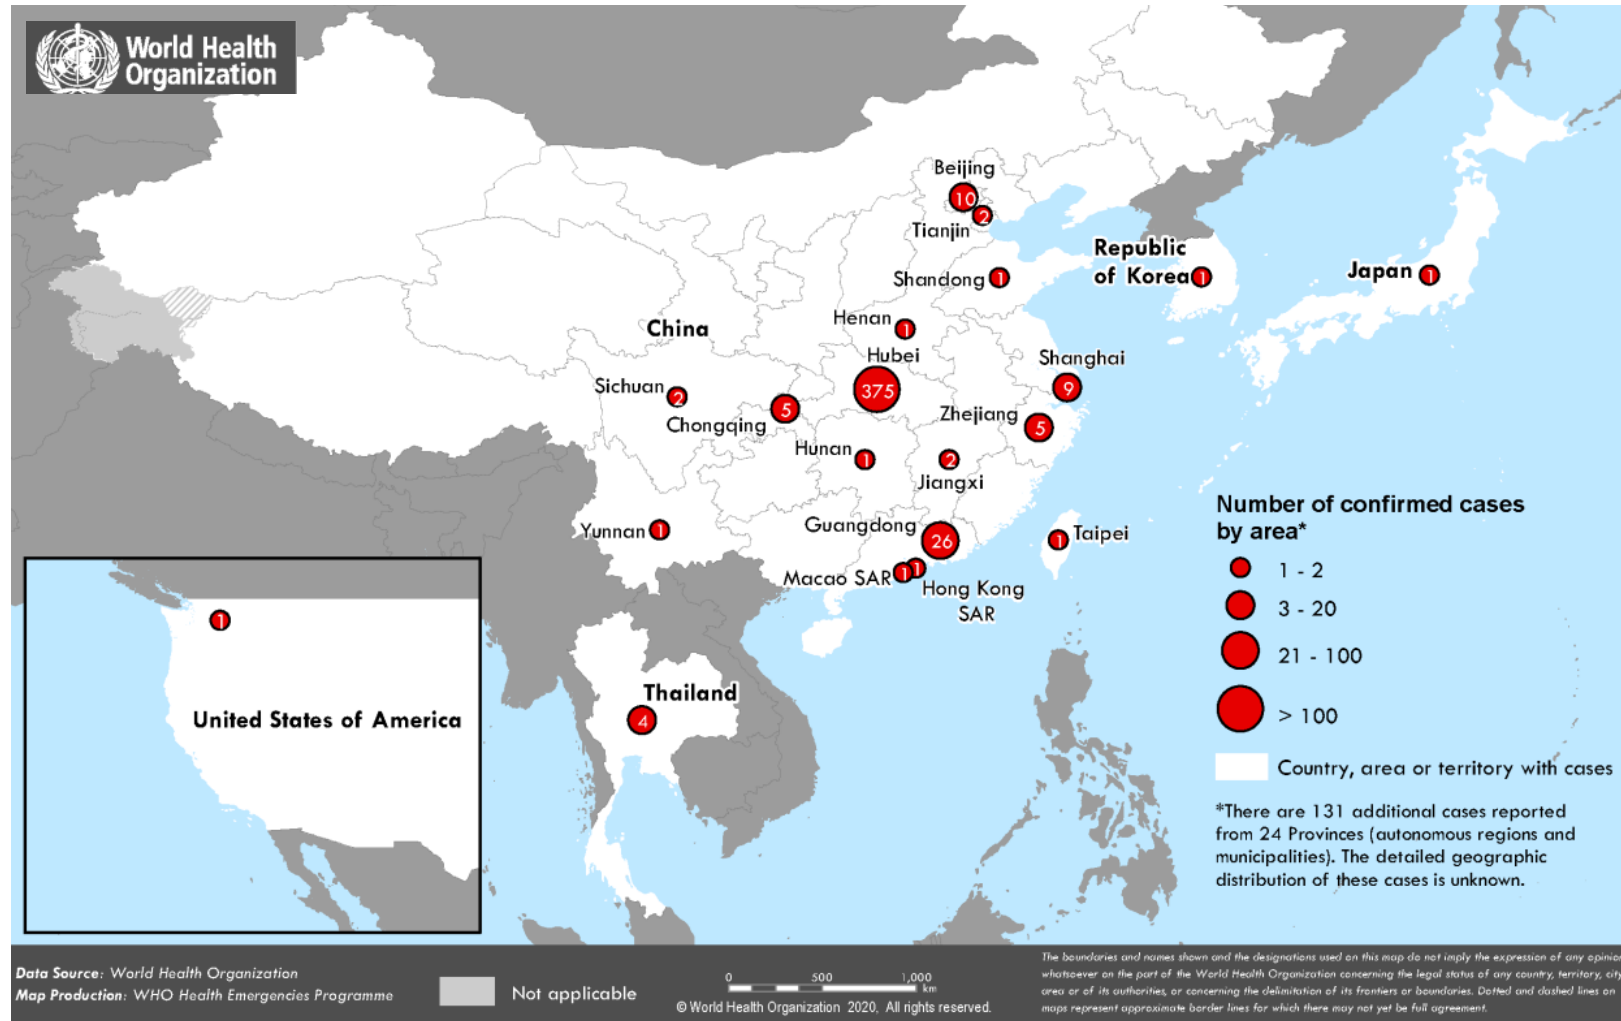 World Health
Organization
Beijing
10
2
Tianjin
Republic
of Korea
1
Japan
1
Shandong
1
Henan
1
China
Hubei
375
Shanghai
9
Sichuan
2
Chongqing
5
Zhejiang
5
Hunan
1
2
Jiangxi
Yunnan
1
Guangdong
26
1
Taipei
Macao SAR
1
1
Hong Kong
SAR
1
United States of America
Thailand
4
Number of confirmed cases
by area*
1 - 2
3 - 20
21 - 100
> 100
Country, area or territory with cases
*There are 131 additional cases reported
from 24 Provinces (autonomous regions and
municipalities). The detailed geographic
distribution of these cases is unknown.
Data Source: World Health Organization
Map Production: WHO Health Emergencies Programme
Not applicable
0 500 1,000
km
© World Health Organization 2020, All rights reserved.
The boundaries and names shown and the designations used on this map do not imply the expression of any opinion
whatsoever on the part of the World Health Organization concerning the legal status of any country, territory, city
area or of its authorities, or concerning the delimitation of its frontiers or boundaries. Dotted and dashed lines on
maps represent approximate border lines for which there may not yet be full agreement.